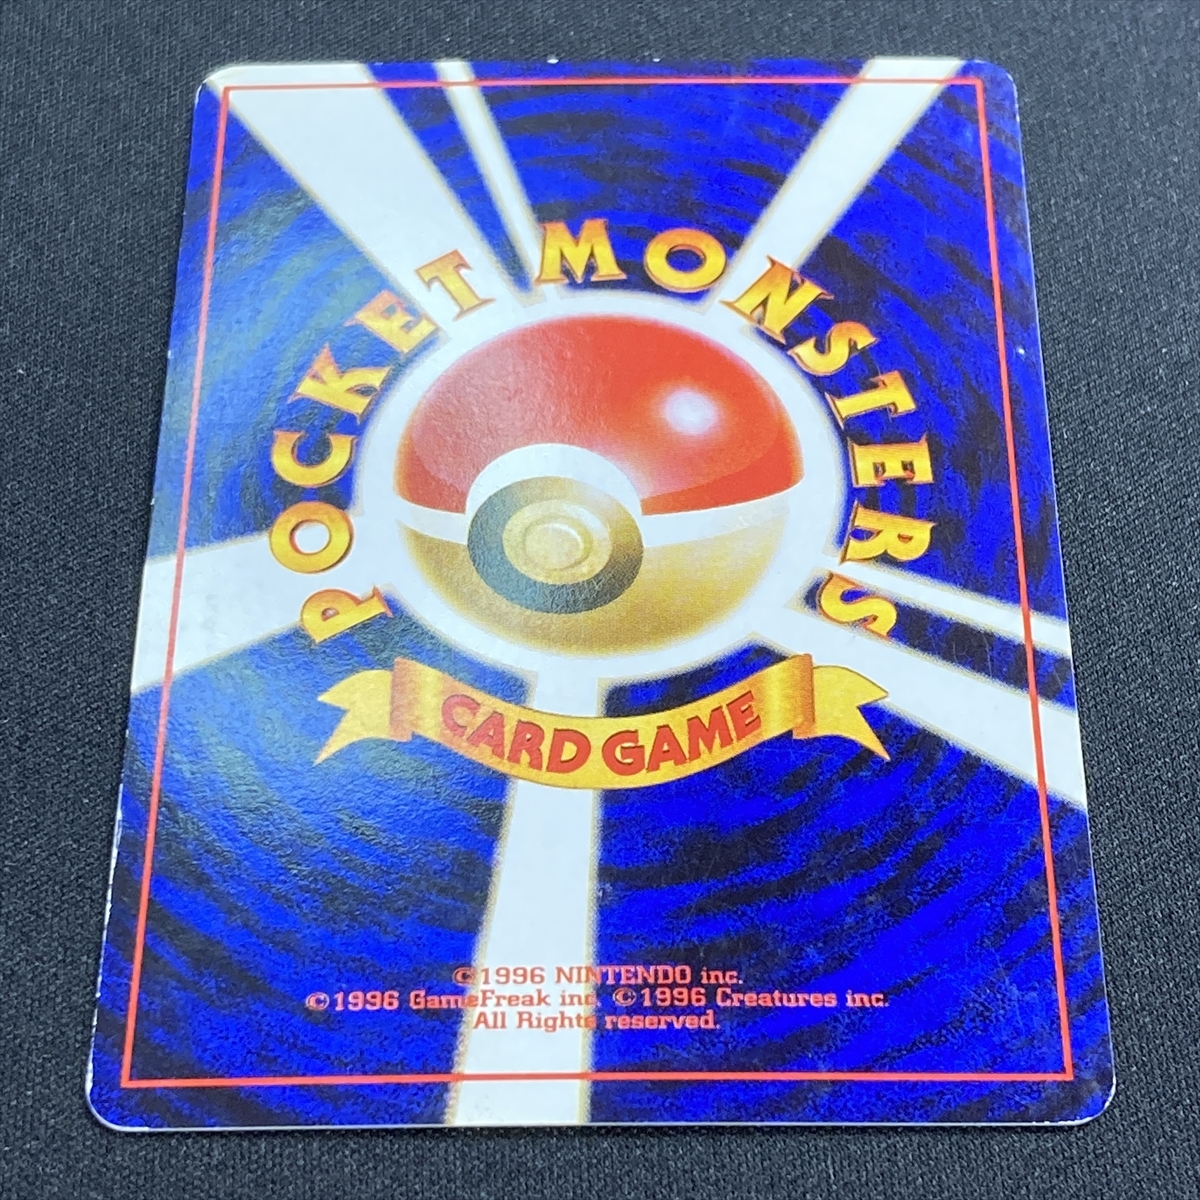 POCKET MONSTERS
CARD GAME
©1996 NINTENDO inc.
©1996 GameFreak inc. ©1996 Creatures inc.
All Rights reserved.